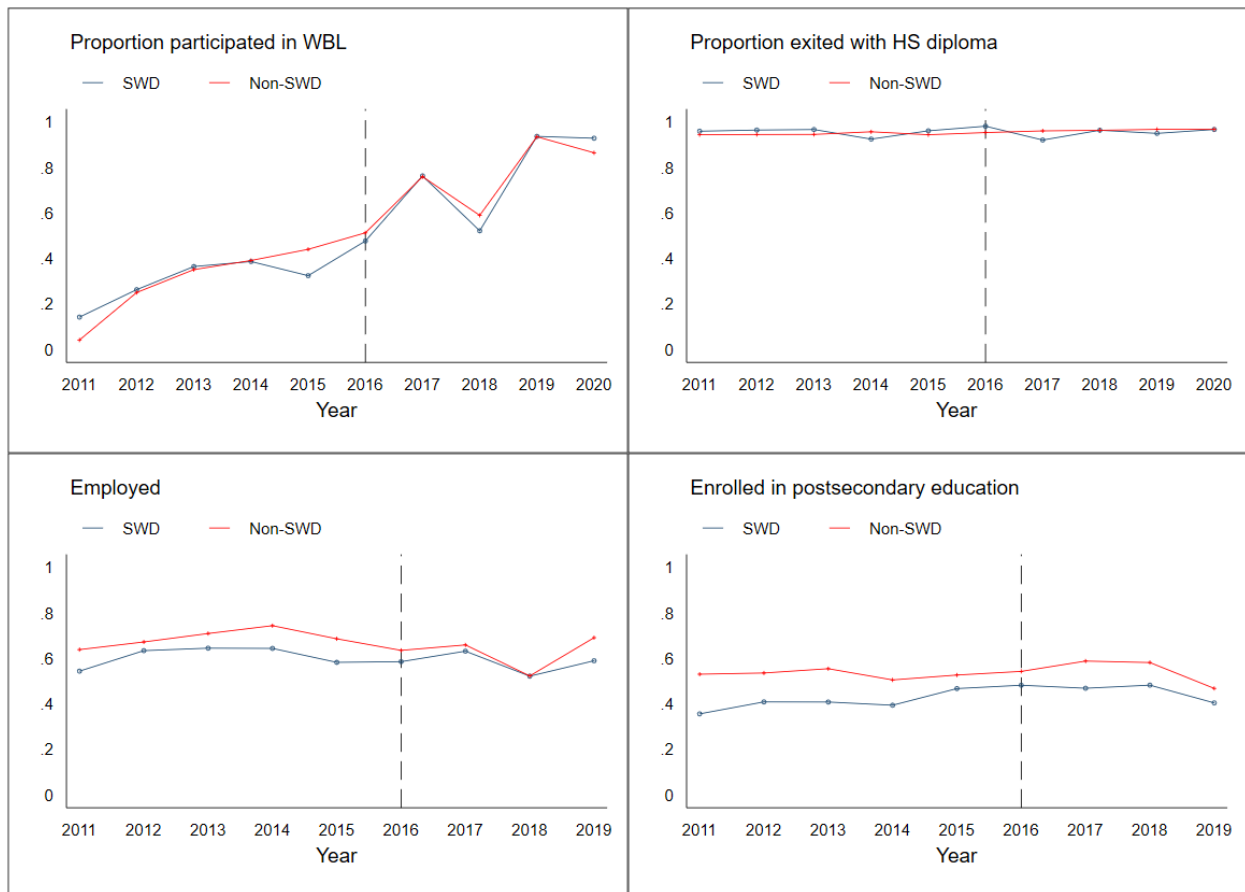 Proportion participated in WBL
SWD Non-SWD
1
.8
.6
.4
.2
0
2011 2012 2013 2014 2015 2016 2017 2018 2019 2020
Year
Proportion exited with HS diploma
SWD Non-SWD
1
.8
.6
.4
.2
0
2011 2012 2013 2014 2015 2016 2017 2018 2019 2020
Year
Employed
SWD Non-SWD
1
.8
.6
.4
.2
0
2011 2012 2013 2014 2015 2016 2017 2018 2019
Year
Enrolled in postsecondary education
SWD Non-SWD
1
.8
.6
.4
.2
0
2011 2012 2013 2014 2015 2016 2017 2018 2019
Year